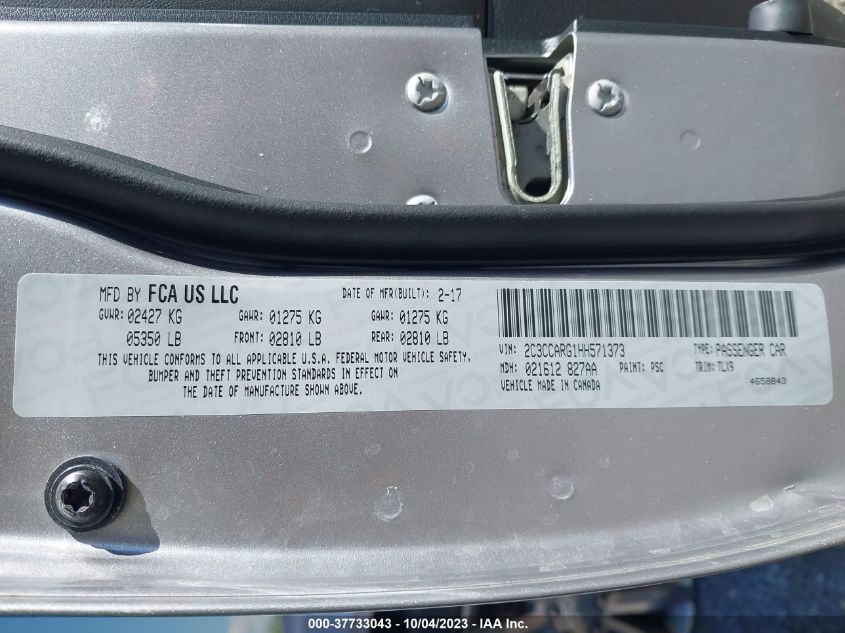 MFD BY FCA US LLC DATE OF MFR(BUILT): 2-17
GVWR: 02427 KG GAWR: 01275 KG GAWR: 01275 KG
05350 LB FRONT: 02810 LB REAR: 02810 LB
THIS VEHICLE CONFORMS TO ALL APPLICABLE U.S.A. FEDERAL MOTOR VEHICLE SAFETY,
BUMPER AND THEFT PREVENTION STANDARDS IN EFFECT ON
THE DATE OF MANUFACTURE SHOWN ABOVE.
VIN: 2C3CCARG1HH571373 TYPE: PASSENGER CAR
MDH: 021612 827AA PAINT: PSC TRIM: TLX9
VEHICLE MADE IN CANADA 4658843
000-37733043 - 10/04/2023 - IAA Inc.